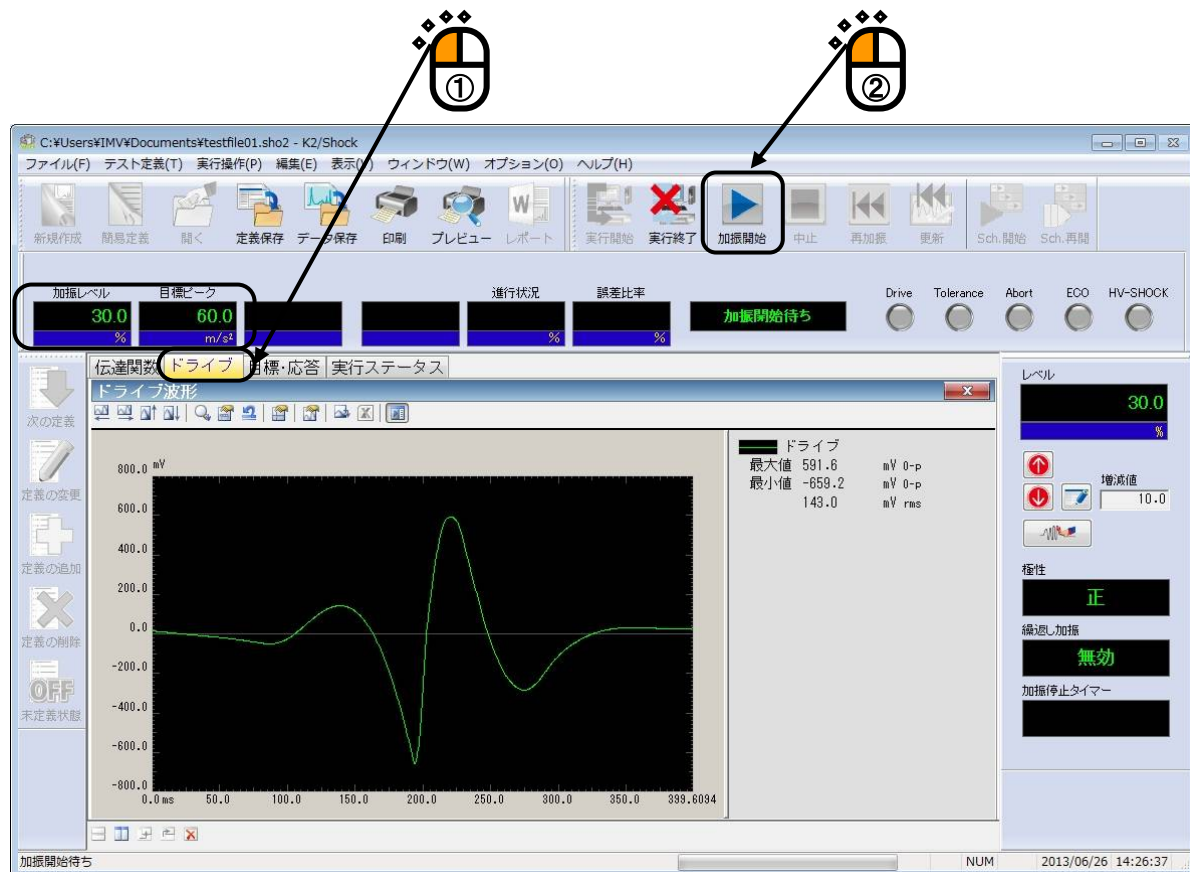 ①
②
C:¥Users¥IMV¥Documents¥testfile01.sho2 - K2/Shock
ファイル(F) テスト定義(T) 実行操作(P) 編集(E) 表示(V) ウィンドウ(W) オプション(O) ヘルプ(H)
新規作成 簡易定義 開く 定義保存 データ保存 印刷 プレビュー レポート 実行開始 実行終了 加振開始 中止 再加振 更新 Sch.開始 Sch.再開
加振レベル 目標ピーク 進行状況 誤差比率 Drive Tolerance Abort ECO HV-SHOCK
30.0 60.0 加振開始待ち
% m/s² % %
伝達関数 ドライブ 目標・応答 実行ステータス
ドライブ波形
次の定義
定義の変更
定義の追加
定義の削除
OFF
未定義状態
800.0 mV
600.0
400.0
200.0
0.0
-200.0
-400.0
-600.0
-800.0
0.0 ms 50.0 100.0 150.0 200.0 250.0 300.0 350.0 399.6094
ドライブ
最大値 591.6 mV 0-p
最小値 -659.2 mV 0-p
143.0 mV rms
レベル
30.0
%
増減値
10.0
極性
正
繰返し加振
無効
加振停止タイマー
加振開始待ち NUM 2013/06/26 14:26:37